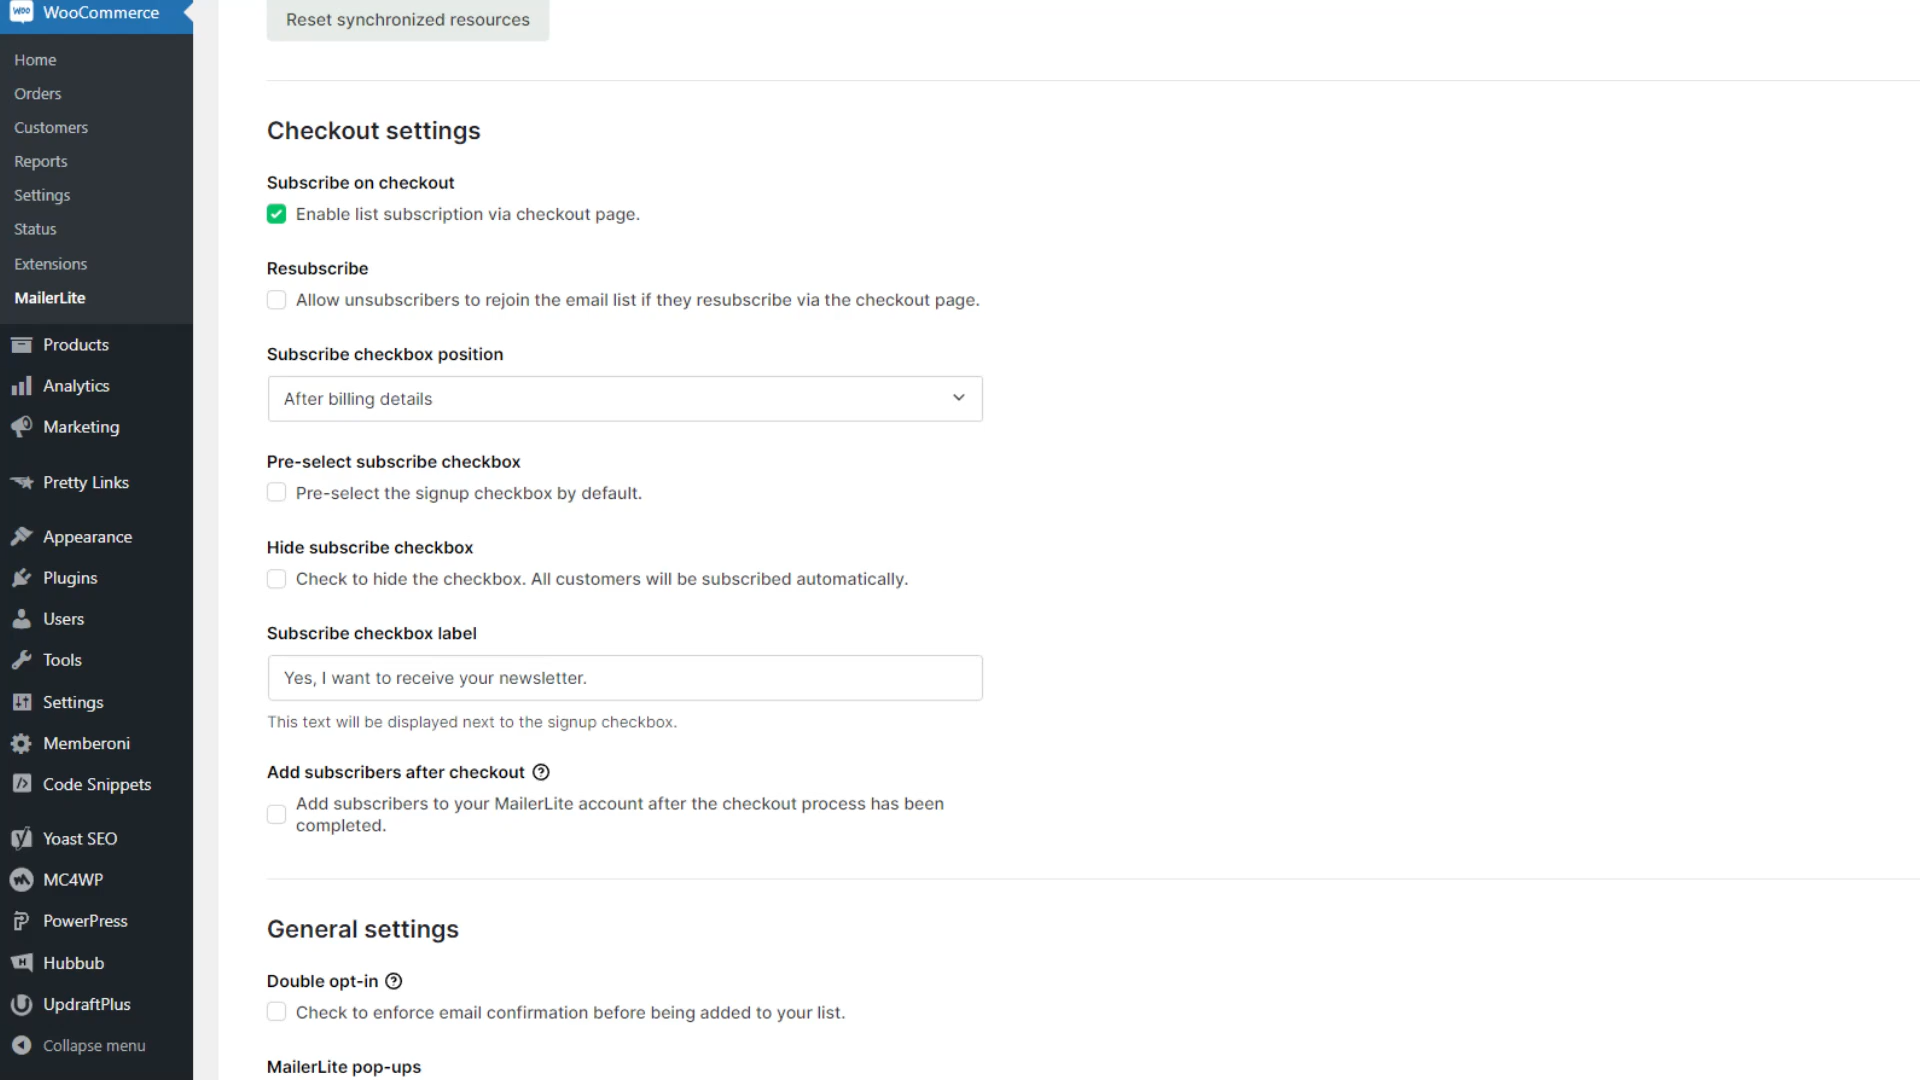 WooCommerce
Home
Orders
Customers
Reports
Settings
Status
Extensions
MailerLite
Products
Analytics
Marketing
Pretty Links
Appearance
Plugins
Users
Tools
Settings
Memberoni
Code Snippets
Yoast SEO
MC4WP
PowerPress
Hubbub
UpdraftPlus
Collapse menu
Reset synchronized resources
Checkout settings
Subscribe on checkout
Enable list subscription via checkout page.
Resubscribe
Allow unsubscribers to rejoin the email list if they resubscribe via the checkout page.
Subscribe checkbox position
After billing details
Pre-select subscribe checkbox
Pre-select the signup checkbox by default.
Hide subscribe checkbox
Check to hide the checkbox. All customers will be subscribed automatically.
Subscribe checkbox label
Yes, I want to receive your newsletter.
This text will be displayed next to the signup checkbox.
Add subscribers after checkout
Add subscribers to your MailerLite account after the checkout process has been
completed.
General settings
Double opt-in
Check to enforce email confirmation before being added to your list.
MailerLite pop-ups